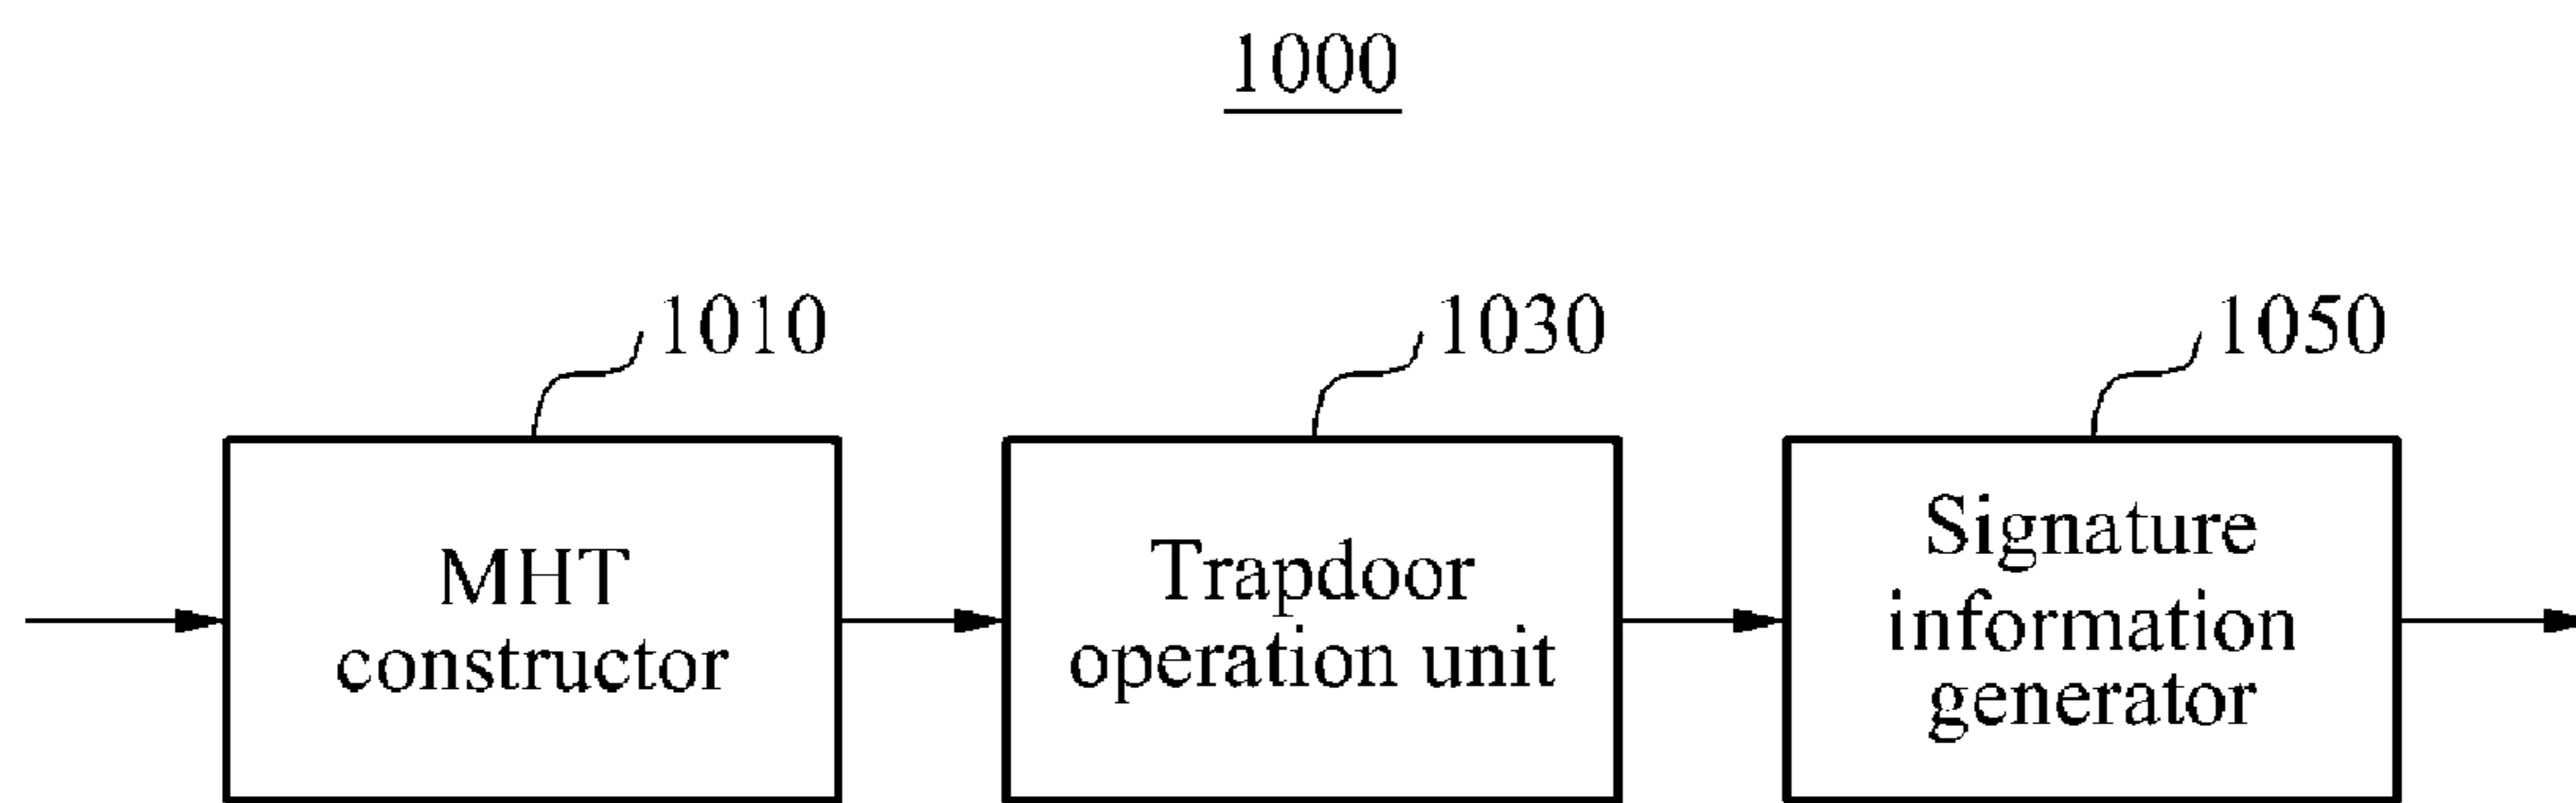 1000
1010
1030
1050
MHT
constructor
Trapdoor
operation unit
Signature
information
generator